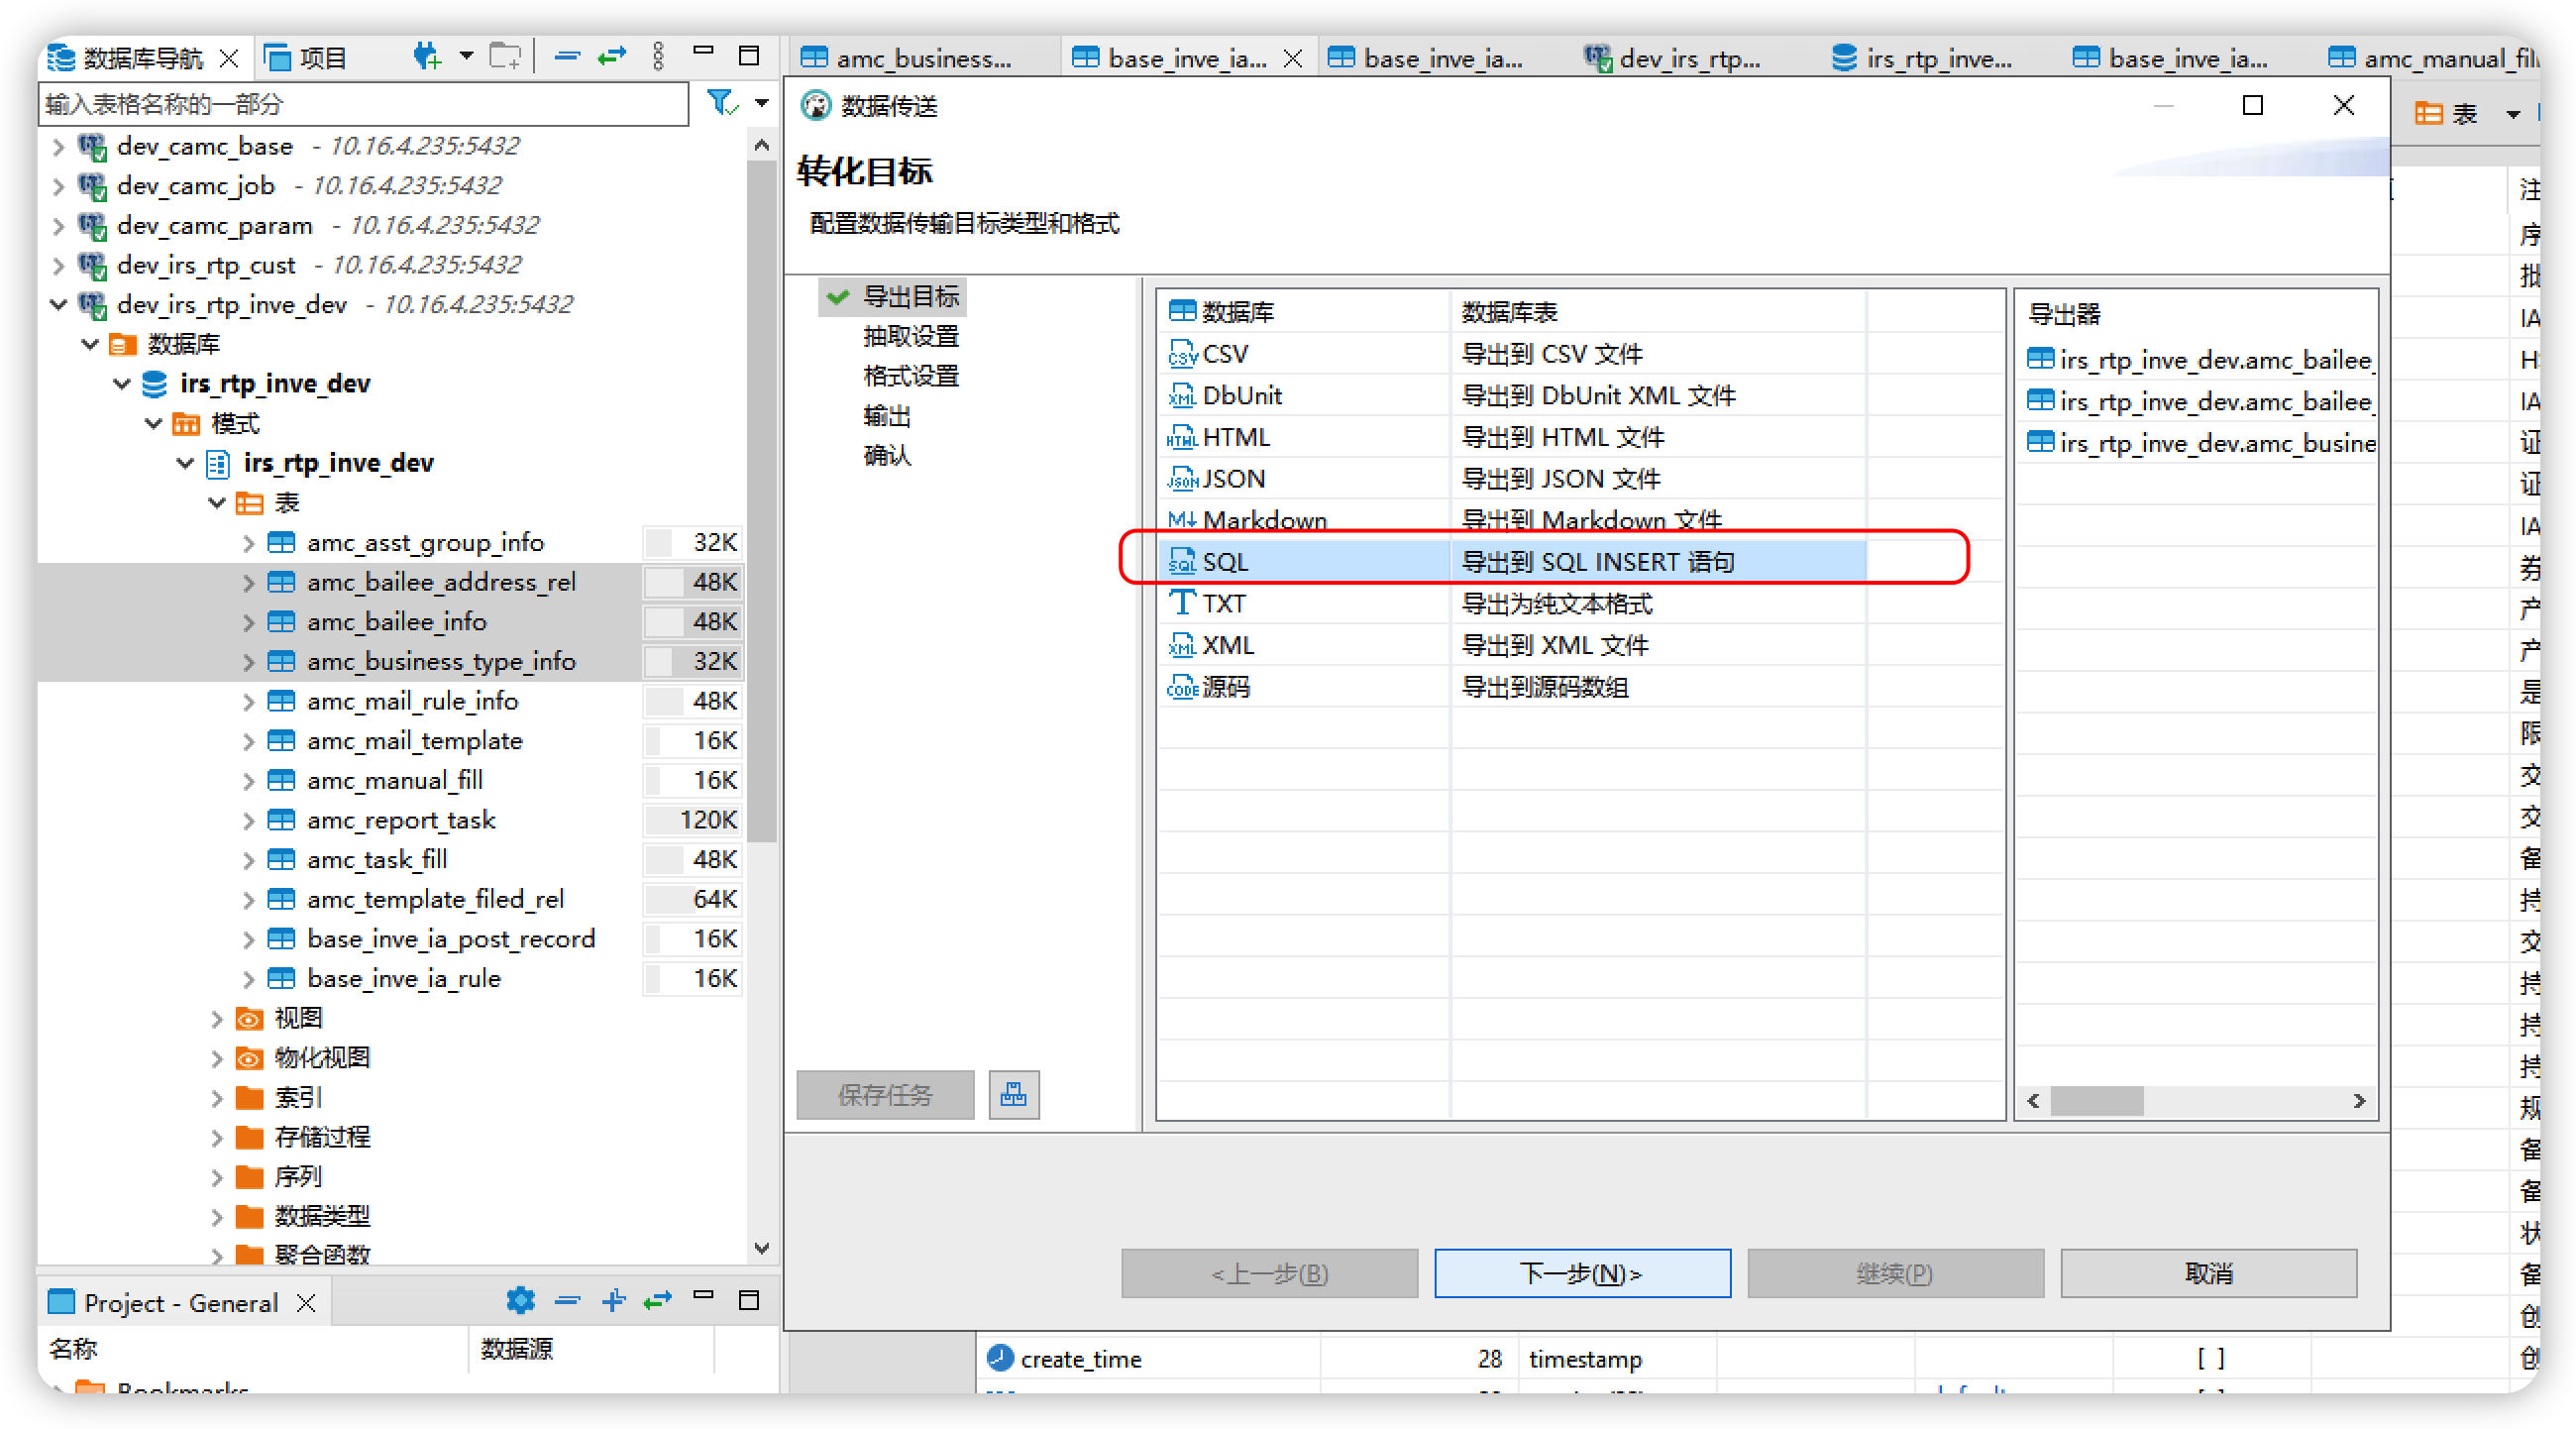 数据库导航
项目
amc_business...
base_inve_ia...
base_inve_ia...
dev_irs_rtp...
irs_rtp_inve...
base_inve_ia...
amc_manual_fil
输入表格名称的一部分
dev_camc_base - 10.16.4.235:5432
dev_camc_job - 10.16.4.235:5432
dev_camc_param - 10.16.4.235:5432
dev_irs_rtp_cust - 10.16.4.235:5432
dev_irs_rtp_inve_dev - 10.16.4.235:5432
数据库
irs_rtp_inve_dev
模式
irs_rtp_inve_dev
表
amc_asst_group_info 32K
amc_bailee_address_rel 48K
amc_bailee_info 48K
amc_business_type_info 32K
amc_mail_rule_info 48K
amc_mail_template 16K
amc_manual_fill 16K
amc_report_task 120K
amc_task_fill 48K
amc_template_filed_rel 64K
base_inve_ia_post_record 16K
base_inve_ia_rule 16K
视图
物化视图
索引
存储过程
序列
数据类型
聚合函数
Project - General
名称 数据源
Bookmarks
数据传送
转化目标
配置数据传输目标类型和格式
导出目标
抽取设置
格式设置
输出
确认
数据库 数据库表
CSV 导出到 CSV 文件
DbUnit 导出到 DbUnit XML 文件
HTML 导出到 HTML 文件
JSON 导出到 JSON 文件
Markdown 导出到 Markdown 文件
SQL 导出到 SQL INSERT 语句
TXT 导出为纯文本格式
XML 导出到 XML 文件
源码 导出到源码数组
导出器
irs_rtp_inve_dev.amc_bailee_
irs_rtp_inve_dev.amc_bailee_
irs_rtp_inve_dev.amc_busine
保存任务
<上一步(B)
下一步(N)>
继续(P)
取消
表
注
序
批
IA
H
IA
证
证
IA
券
产
产
是
限
交
交
备
持
交
持
持
持
规
备
备
状
备
创
create_time 28 timestamp [ ] 创